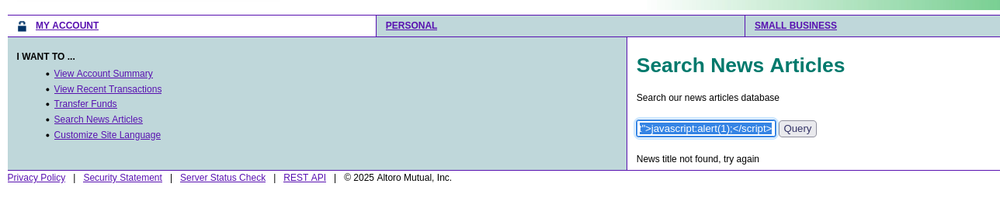 MY ACCOUNT PERSONAL SMALL BUSINESS
I WANT TO ...
• View Account Summary
• View Recent Transactions
• Transfer Funds
• Search News Articles
• Customize Site Language
Search News Articles
Search our news articles database
">javascript:alert(1);</script> Query
News title not found, try again
Privacy Policy | Security Statement | Server Status Check | REST API | © 2025 Altoro Mutual, Inc.